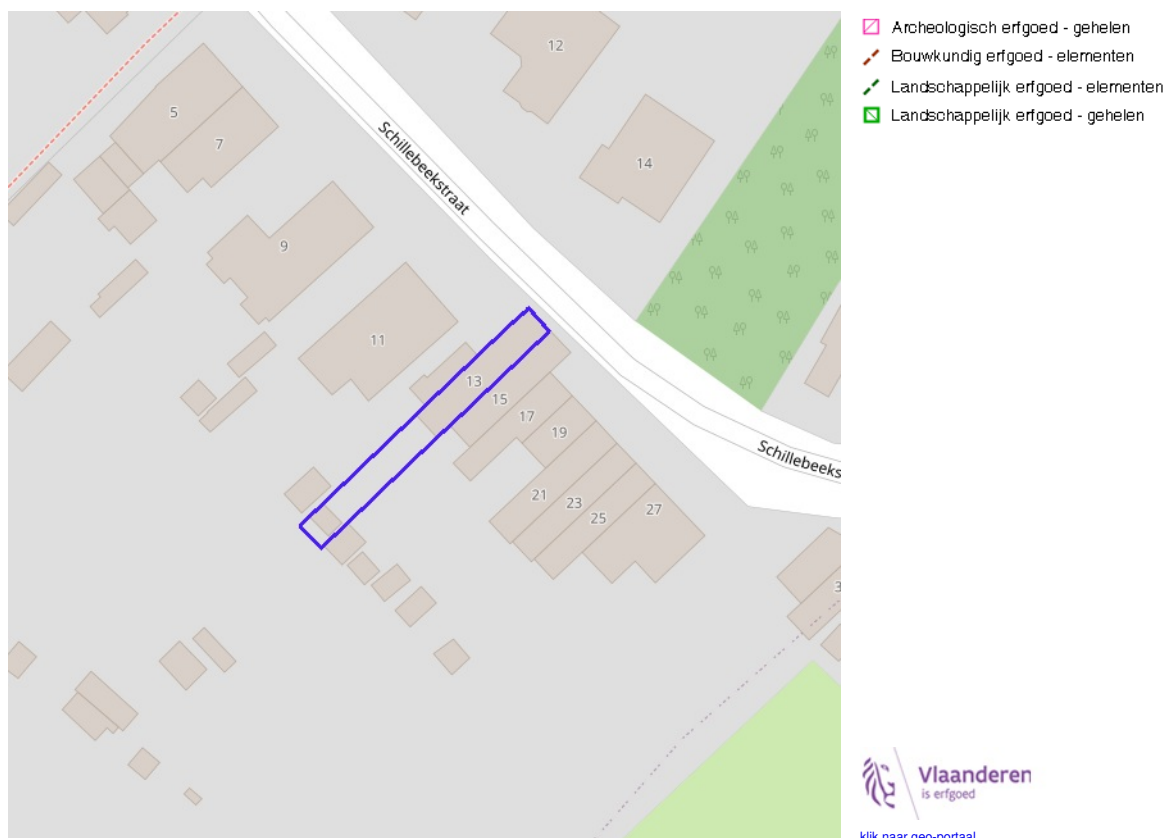 Archeologisch erfgoed - gehelen
Bouwkundig erfgoed - elementen
Landschappelijk erfgoed - elementen
Landschappelijk erfgoed - gehelen
12
5
7
14
Schillebeekstraat
9
11
13
15
17
19
Schillebeeks
21
23
25
27
3
Vlaanderen
is erfgoed
klik naar geo-portaal